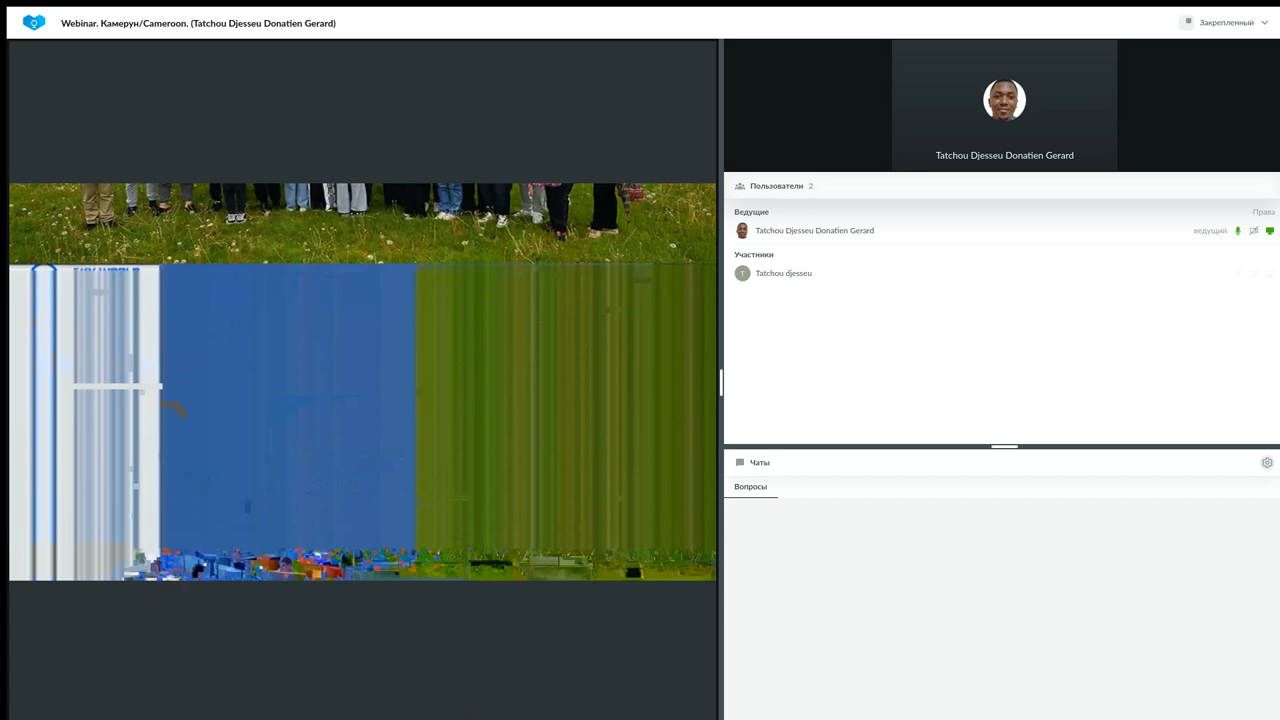 Webinar. Камерун/Cameroon. (Tatchou Djesseu Donatien Gerard)
Закрепленный
Tatchou Djesseu Donatien Gerard
Пользователи 2
Ведущие Права
Tatchou Djesseu Donatien Gerard ведущий
Участники
T Tatchou djesseu
Чаты
Вопросы